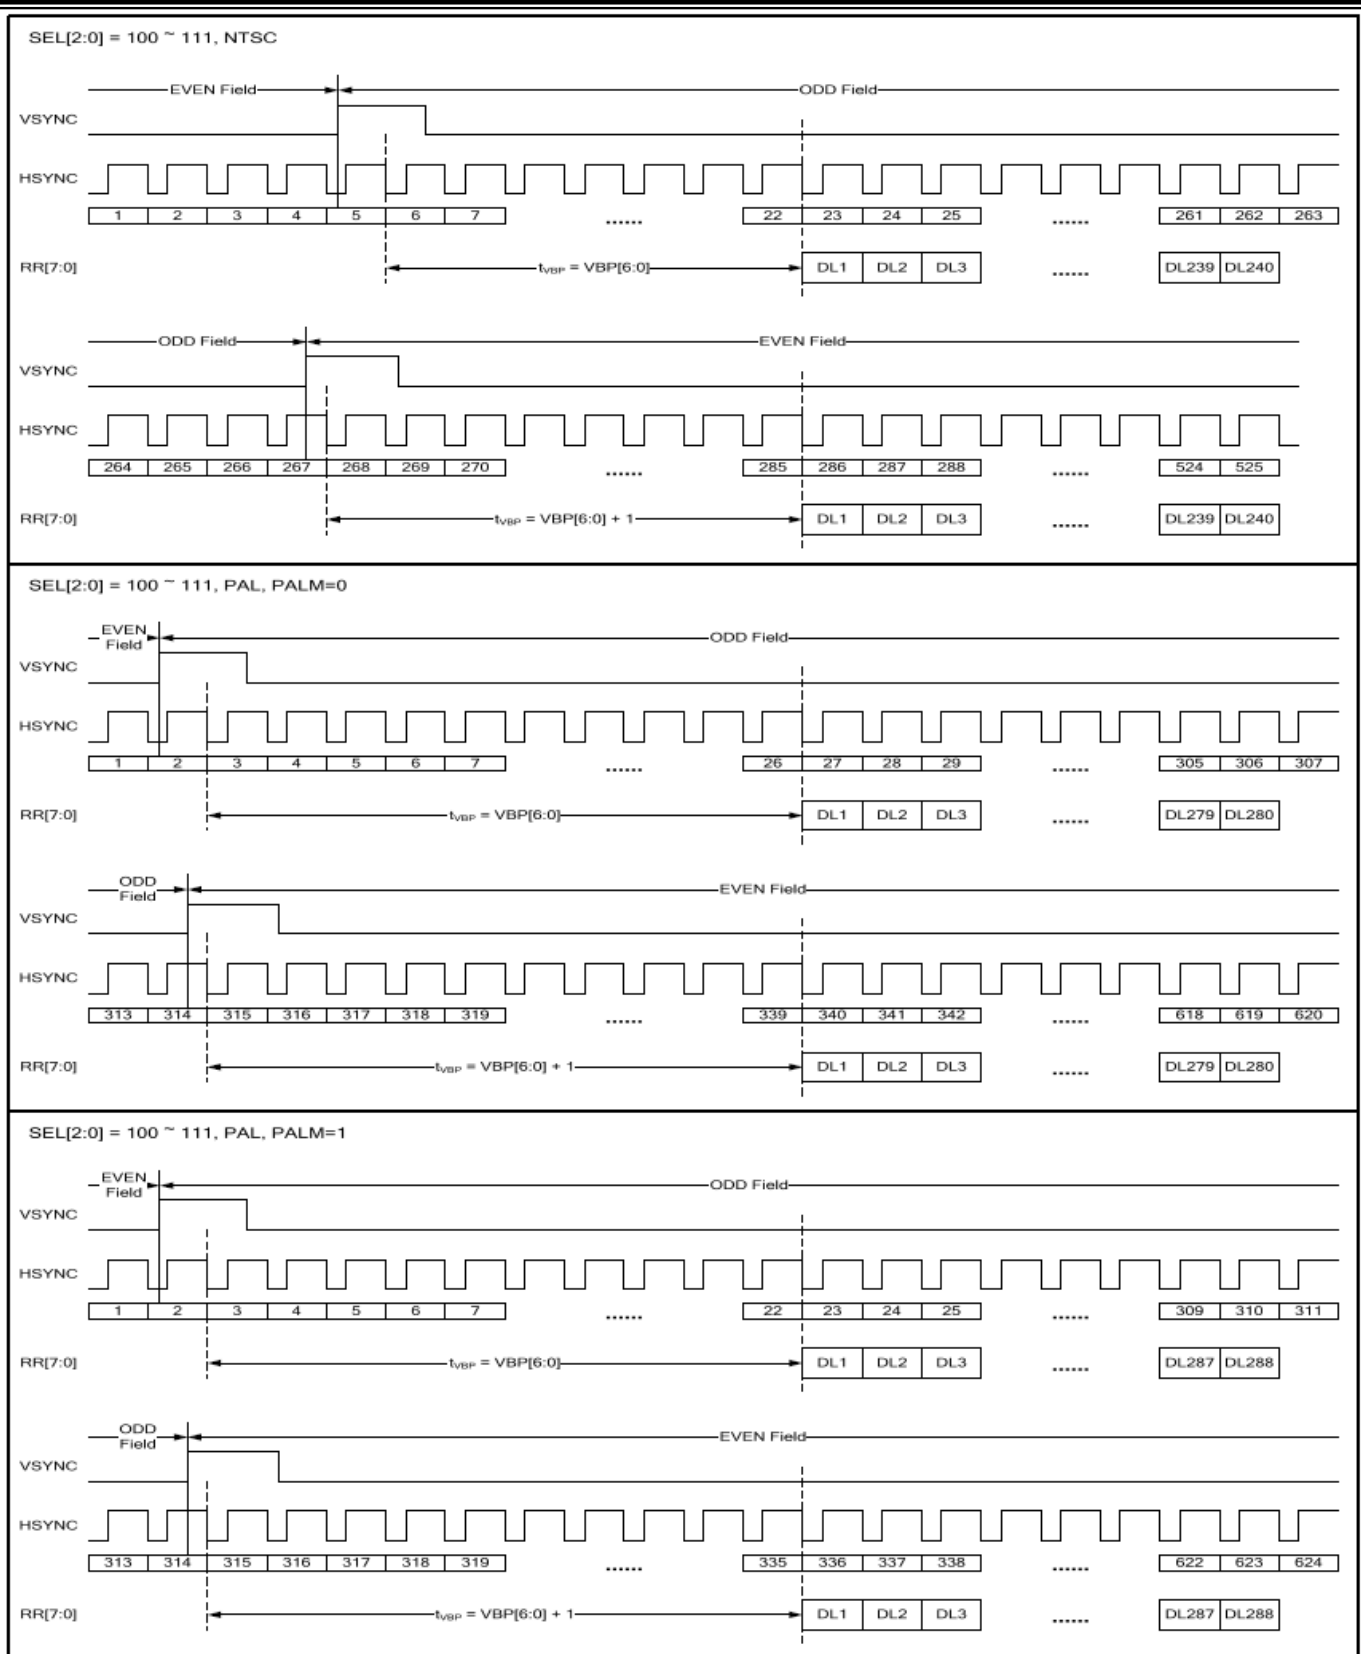 SEL[2:0] = 100 ~ 111, NTSC
EVEN Field ODD Field
VSYNC
HSYNC
1 2 3 4 5 6 7 ...... 22 23 24 25 ...... 261 262 263
RR[7:0] tVBP = VBP[6:0] DL1 DL2 DL3 ...... DL239 DL240
ODD Field EVEN Field
VSYNC
HSYNC
264 265 266 267 268 269 270 ...... 285 286 287 288 ...... 524 525
RR[7:0] tVBP = VBP[6:0] + 1 DL1 DL2 DL3 ...... DL239 DL240
SEL[2:0] = 100 ~ 111, PAL, PALM=0
EVEN Field ODD Field
VSYNC
HSYNC
1 2 3 4 5 6 7 ...... 26 27 28 29 ...... 305 306 307
RR[7:0] tVBP = VBP[6:0] DL1 DL2 DL3 ...... DL279 DL280
ODD Field EVEN Field
VSYNC
HSYNC
313 314 315 316 317 318 319 ...... 339 340 341 342 ...... 618 619 620
RR[7:0] tVBP = VBP[6:0] + 1 DL1 DL2 DL3 ...... DL279 DL280
SEL[2:0] = 100 ~ 111, PAL, PALM=1
EVEN Field ODD Field
VSYNC
HSYNC
1 2 3 4 5 6 7 ...... 22 23 24 25 ...... 309 310 311
RR[7:0] tVBP = VBP[6:0] DL1 DL2 DL3 ...... DL287 DL288
ODD Field EVEN Field
VSYNC
HSYNC
313 314 315 316 317 318 319 ...... 335 336 337 338 ...... 622 623 624
RR[7:0] tVBP = VBP[6:0] + 1 DL1 DL2 DL3 ...... DL287 DL288